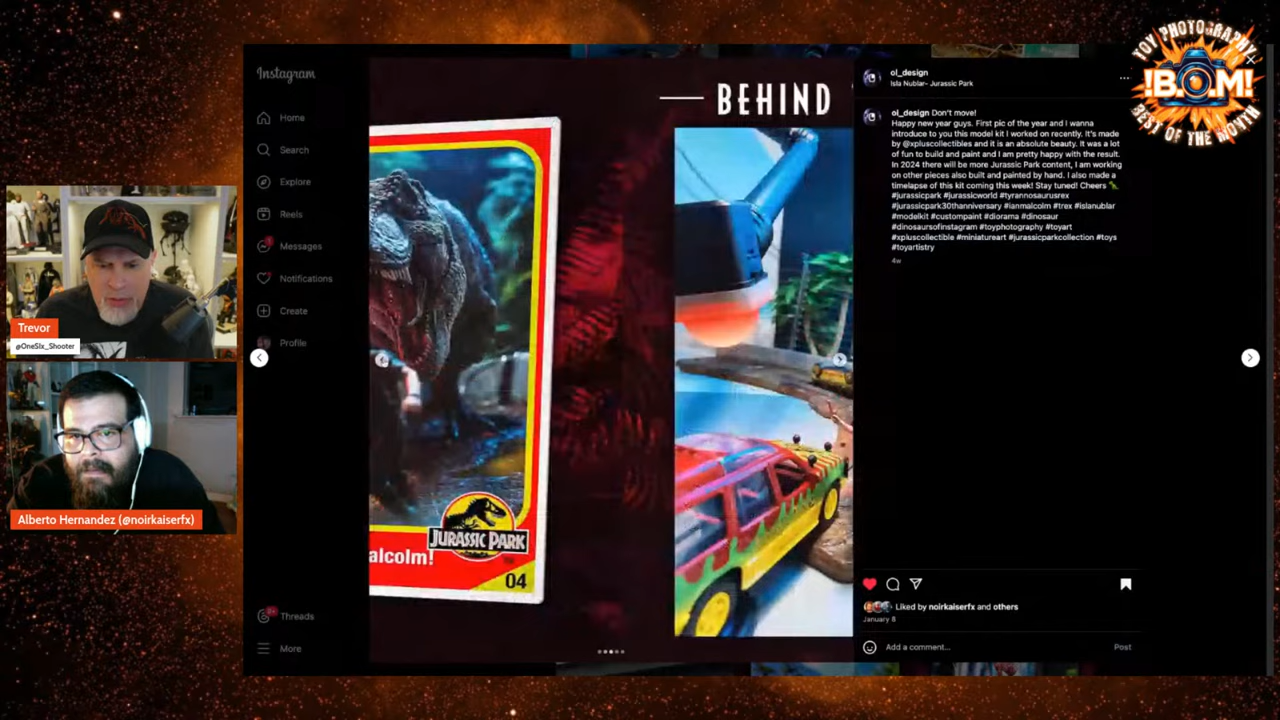 TOY PHOTOGRAPHY
!B.O.M!
BEST OF THE MONTH
Instagram
Home
Search
Explore
Reels
Messages
Notifications
Create
Profile
Threads
More
BEHIND
JURASSIC PARK
alcolm!
04
ol_design
Isla Nublar- Jurassic Park
ol_design Don't move!
Happy new year guys. First pic of the year and I wanna
introduce to you this model kit I worked on recently. It's made
by @xpluscollectibles and it is an absolute beauty. It was a lot
of fun to build and paint and I am pretty happy with the result.
In 2024 there will be more Jurassic Park content, I am working
on other pieces also built and painted by hand. I also made a
timelapse of this kit coming this week! Stay tuned! Cheers
#jurassicpark #jurassicworld #tyrannosaurusrex
#jurassicpark30thanniversary #ianmalcolm #trex #islanublar
#modelkit #custompaint #diorama #dinosaur
#dinosaursofinstagram #toyphotography #toyart
#xpluscollectible #miniatureart #jurassicparkcollection #toys
#toyartistry
4w
Liked by noirkaiserfx and others
January 8
Add a comment...
Post
Trevor
@OneSix_Shooter
Alberto Hernandez (@noirkaiserfx)